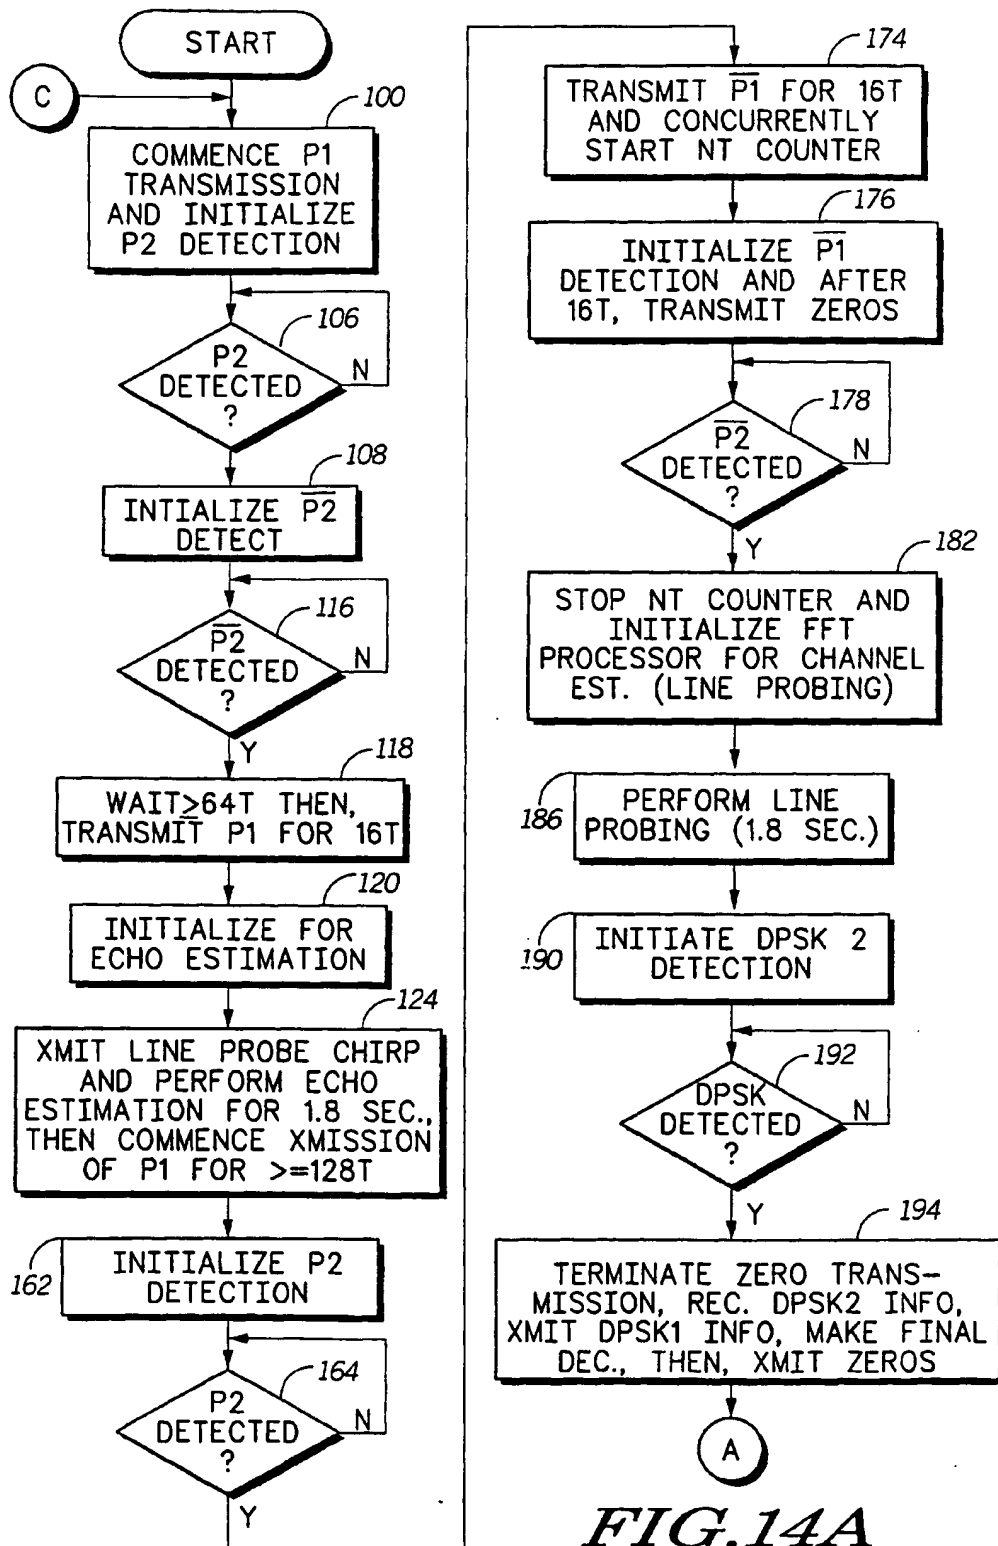 START
C
100
COMMENCE P1
TRANSMISSION
AND INITIALIZE
P2 DETECTION
106
P2
DETECTED
?
N
108
INTIALIZE P̅2̅
DETECT
116
P̅2̅
DETECTED
?
N
Y
118
WAIT≥64T THEN,
TRANSMIT P1 FOR 16T
120
INITIALIZE FOR
ECHO ESTIMATION
124
XMIT LINE PROBE CHIRP
AND PERFORM ECHO
ESTIMATION FOR 1.8 SEC.,
THEN COMMENCE XMISSION
OF P1 FOR >=128T
162
INITIALIZE P2
DETECTION
164
P2
DETECTED
?
N
Y
174
TRANSMIT P̅1̅ FOR 16T
AND CONCURRENTLY
START NT COUNTER
176
INITIALIZE P̅1̅
DETECTION AND AFTER
16T, TRANSMIT ZEROS
178
P̅2̅
DETECTED
?
N
Y
182
STOP NT COUNTER AND
INITIALIZE FFT
PROCESSOR FOR CHANNEL
EST. (LINE PROBING)
186
PERFORM LINE
PROBING (1.8 SEC.)
190
INITIATE DPSK 2
DETECTION
192
DPSK
DETECTED
?
N
Y
194
TERMINATE ZERO TRANS-
MISSION, REC. DPSK2 INFO,
XMIT DPSK1 INFO, MAKE FINAL
DEC., THEN, XMIT ZEROS
A
FIG.14A